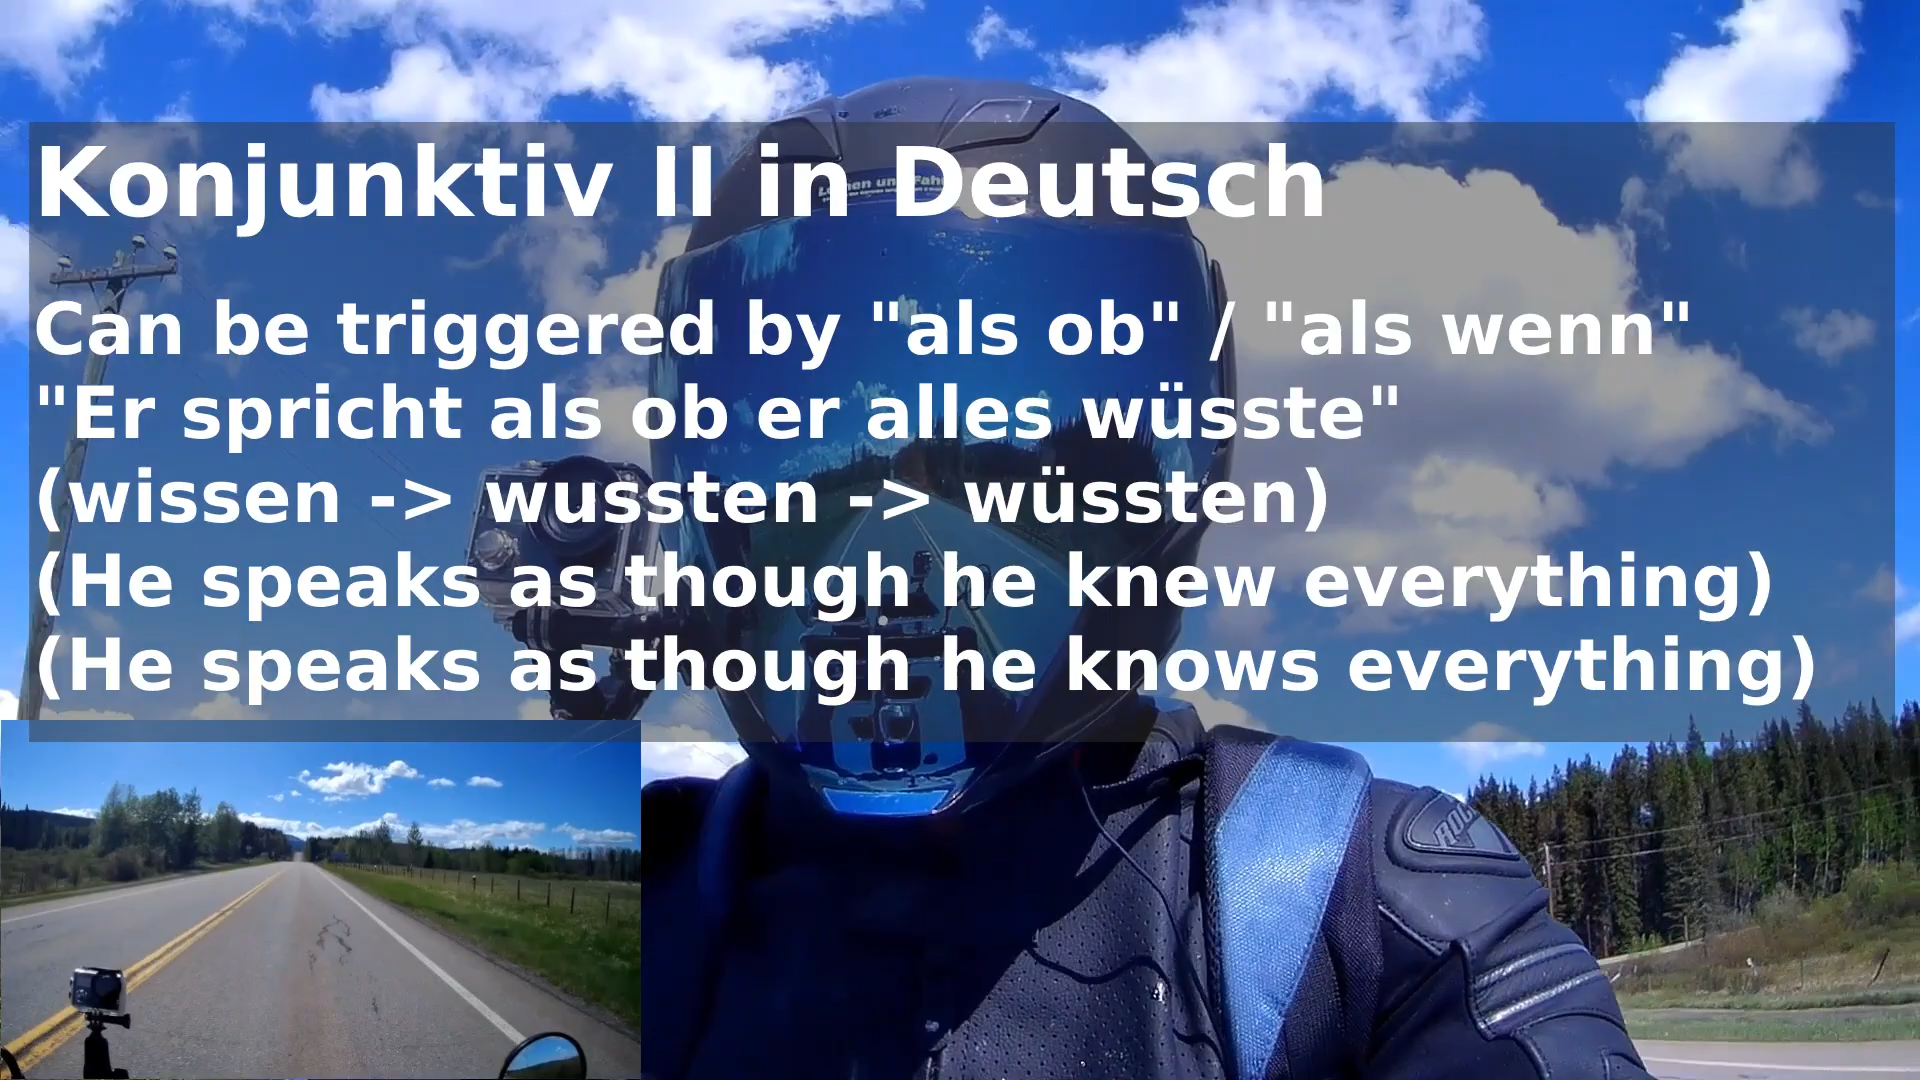 Konjunktiv II in Deutsch
Can be triggered by "als ob" / "als wenn"
"Er spricht als ob er alles wüsste"
(wissen -> wussten -> wüssten)
(He speaks as though he knew everything)
(He speaks as though he knows everything)